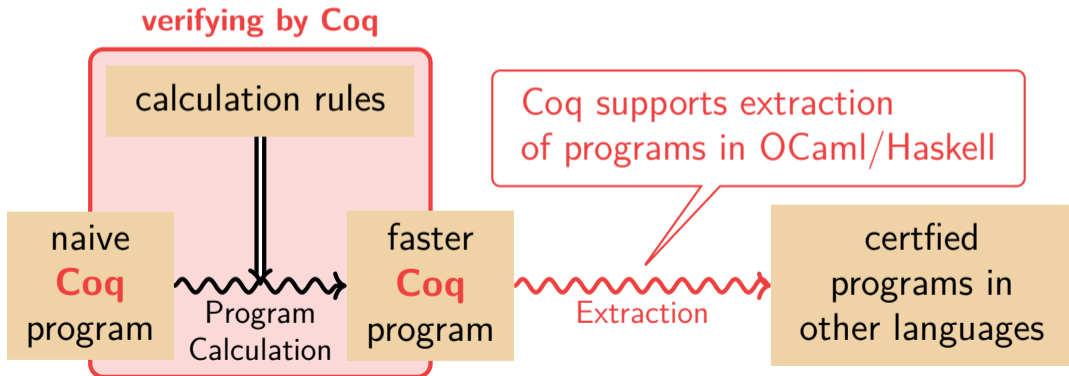 verifying by Coq
calculation rules
Coq supports extraction
of programs in OCaml/Haskell
naive
Coq
program
Program
Calculation
faster
Coq
program
Extraction
certfied
programs in
other languages